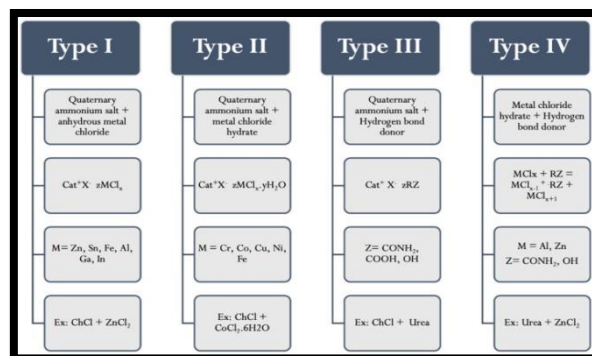 Type I
Quaternary
ammonium salt +
anhydrous metal
chloride
Cat⁺X⁻ zMClₓ
M= Zn, Sn, Fe, Al,
Ga, In
Ex: ChCl + ZnCl₂
Type II
Quaternary
ammonium salt +
metal chloride
hydrate
Cat⁺X⁻ zMClₓ.yH₂O
M= Cr, Co, Cu, Ni,
Fe
Ex: ChCl +
CoCl₂.6H2O
Type III
Quaternary
ammonium salt +
Hydrogen bond
donor
Cat⁺ X⁻ zRZ
Z= CONH₂,
COOH, OH
Ex: ChCl + Urea
Type IV
Metal chloride
hydrate + Hydrogen
bond donor
MClx + RZ =
MClₓ₋₁⁺ RZ +
MClₓ₊₁
M = Al, Zn
Z= CONH₂, OH
Ex: Urea + ZnCl₂